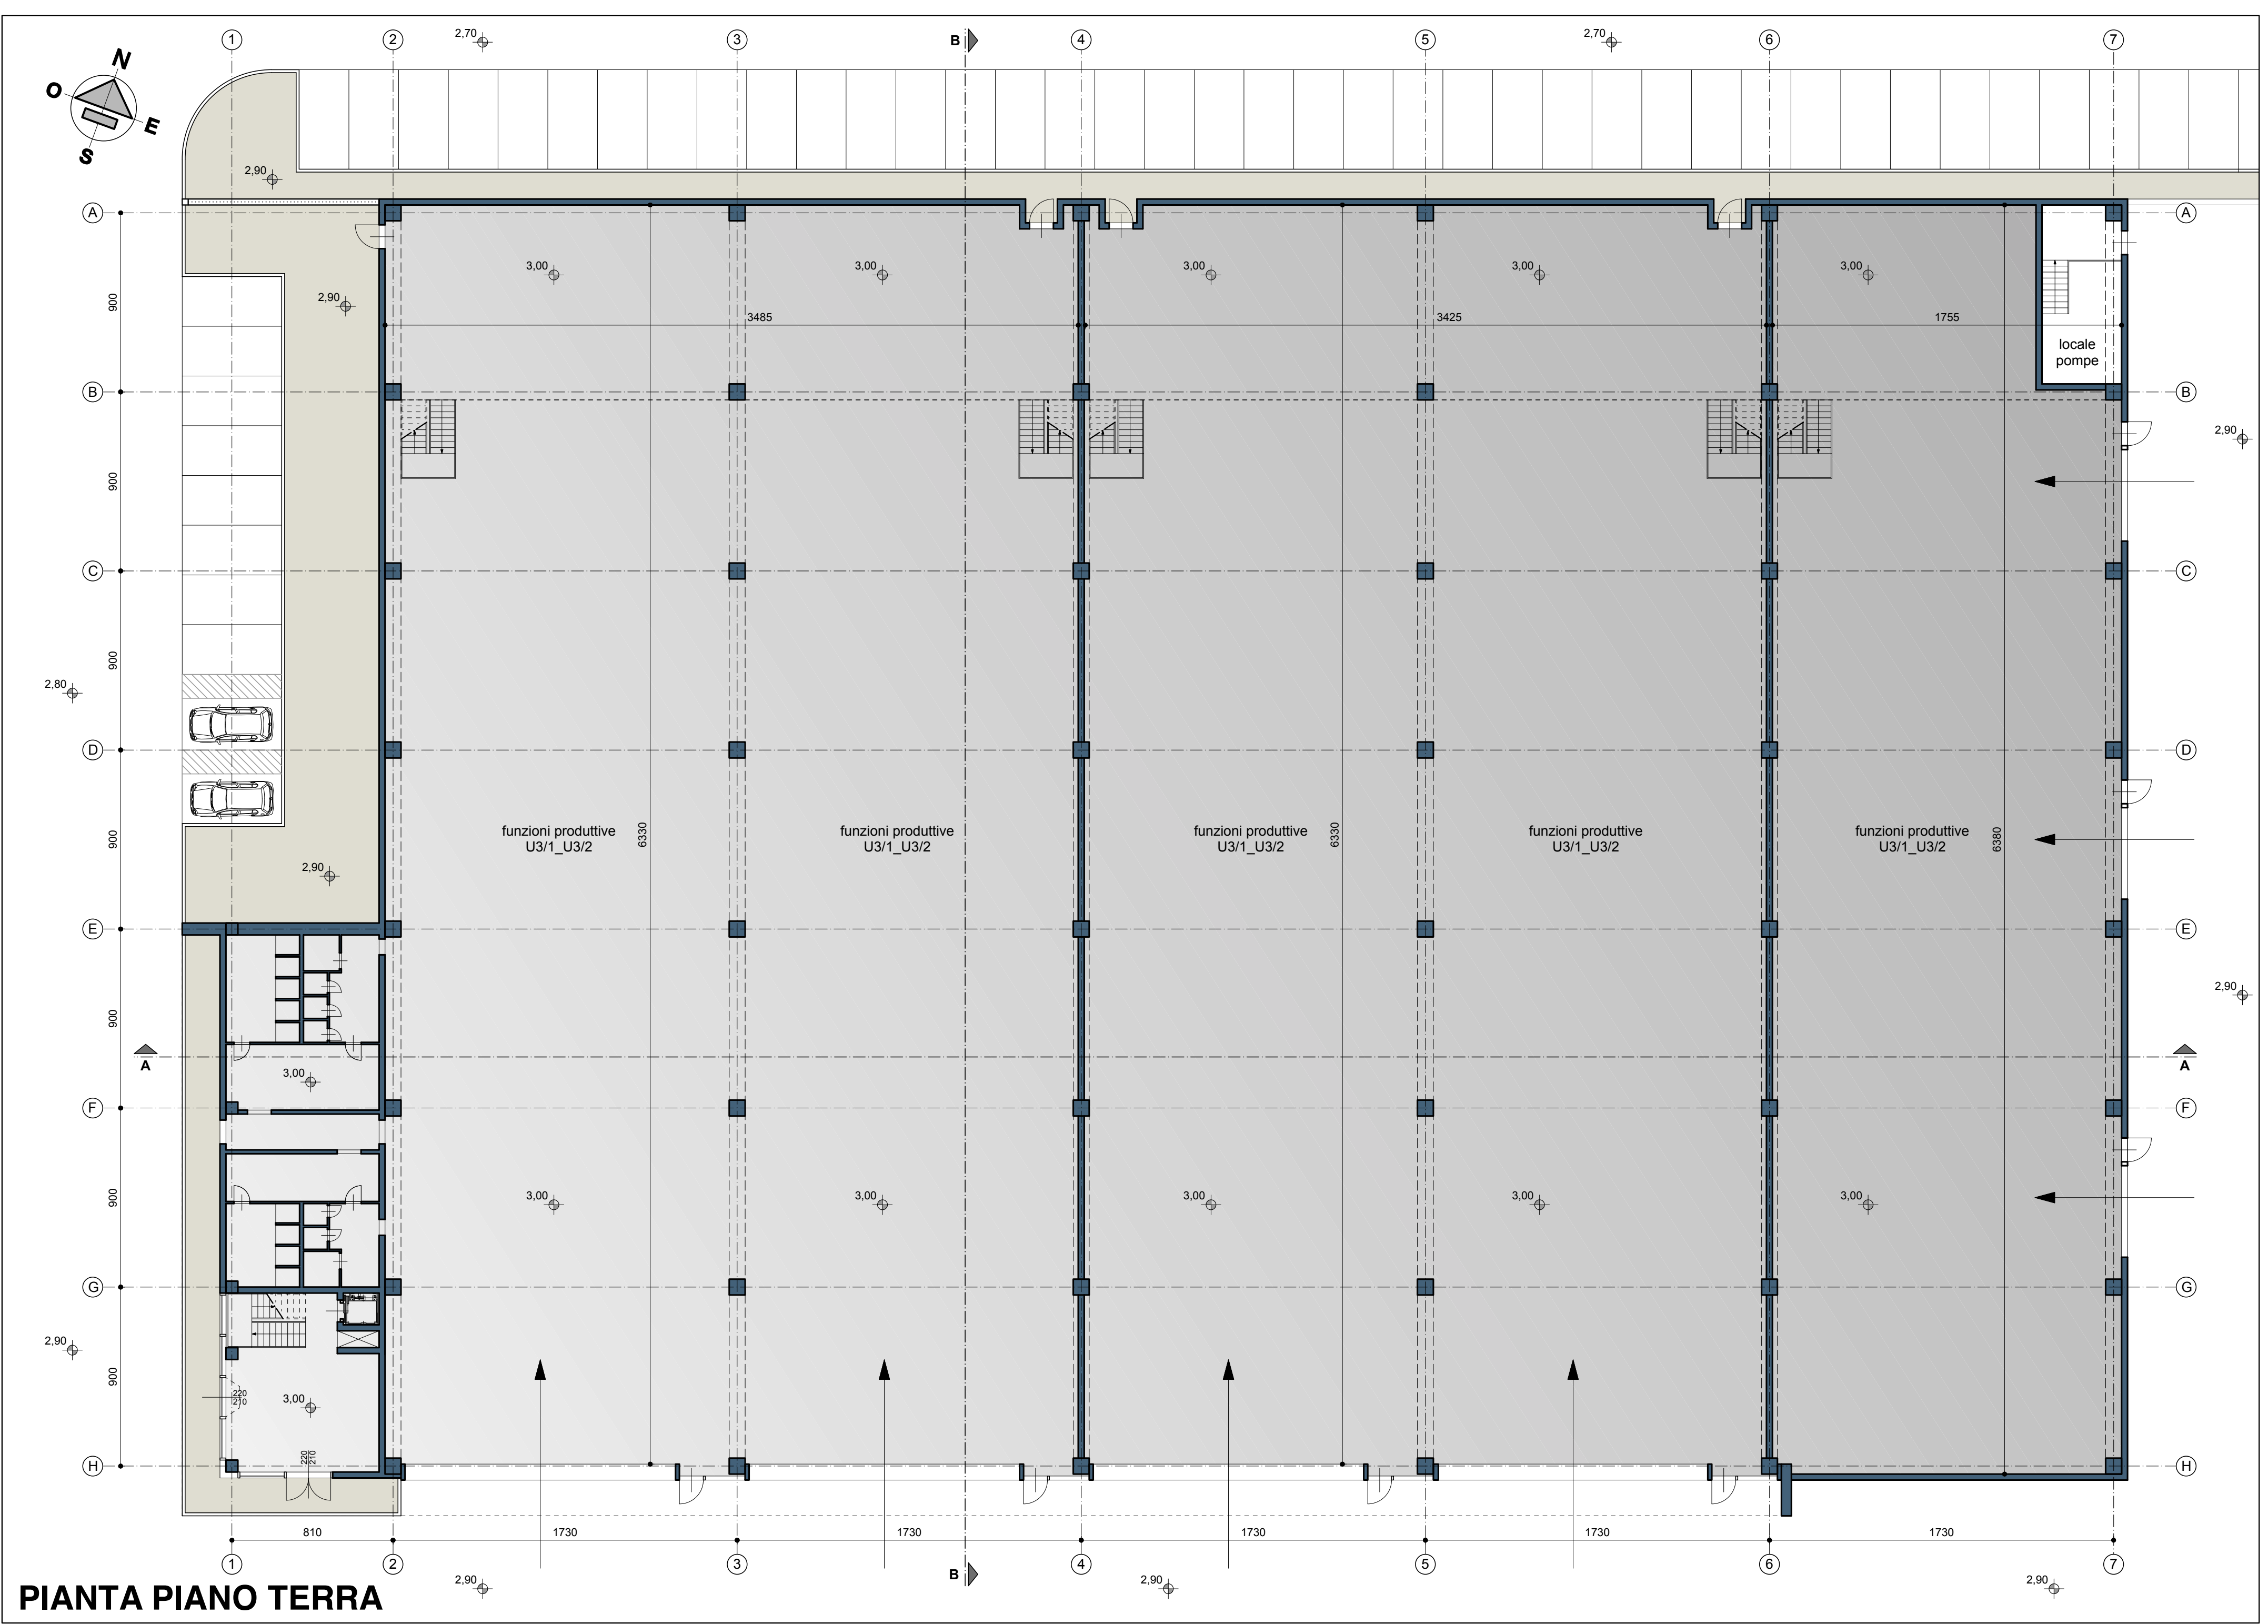 1 2 3 4 5 6 7
2,70 B 2,70
N
O
E
S
2,90
A A
3,00 3,00 3,00 3,00 3,00
2,90
900
3485 3425 1755
locale
pompe
B B
2,90
900
C C
900
2,80
D D
900
funzioni produttive
U3/1_U3/2
6330
funzioni produttive
U3/1_U3/2
funzioni produttive
U3/1_U3/2
6330
funzioni produttive
U3/1_U3/2
funzioni produttive
U3/1_U3/2
6380
2,90
E E
2,90
900
A A
3,00
F F
900
3,00 3,00 3,00 3,00 3,00
G G
2,90
900
220
210
3,00
220
210
H H
810 1730 1730 1730 1730 1730
1 2 3 4 5 6 7
B
2,90 2,90 2,90
PIANTA PIANO TERRA